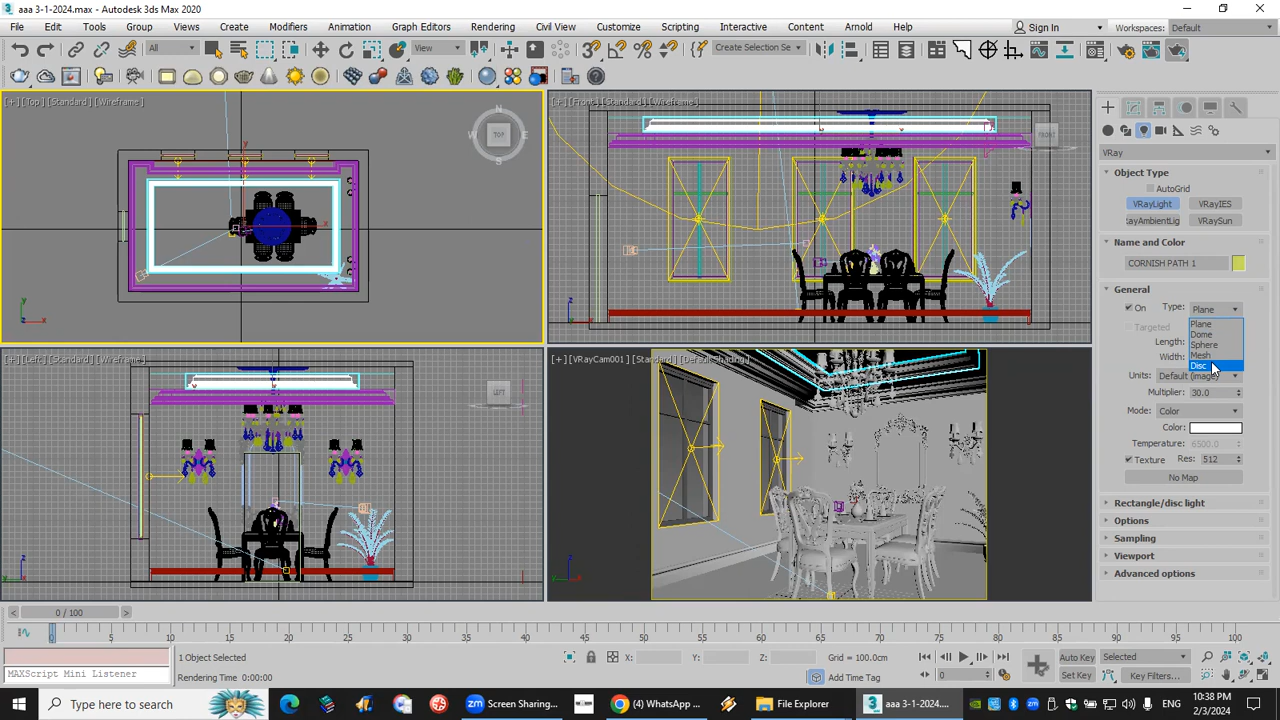 aaa 3-1-2024.max - Autodesk 3ds Max 2020
File Edit Tools Group Views Create Modifiers Animation Graph Editors Rendering Civil View Customize Scripting Interactive Content Arnold Help Sign In Workspaces: Default
All View Create Selection Se
[+] [Top] [Standard] [Wireframe]
[+] [Front] [Standard] [Wireframe]
N
W TOP E
S
FRONT
y
x
VRay
Object Type
AutoGrid
VRayLight VRayIES
RayAmbientLig VRaySun
Name and Color
CORNISH PATH 1
General
On Type: Plane
Targeted Plane
Dome
Length: Sphere
Width: Mesh
Disc
Units: Default (image)
Multiplier: 30.0
Mode: Color
Color:
Temperature: 6500.0
Texture Res: 512
No Map
Rectangle/disc light
Options
Sampling
Viewport
Advanced options
[+] [Left] [Standard] [Wireframe]
[+] [VRayCam001] [Standard] [DefaultShading]
LEFT
0 / 100
0 5 10 15 20 25 30 35 40 45 50 55 60 65 70 75 80 85 90 95 100
1 Object Selected
X: Y: Z: Grid = 100.0cm
Auto Key Selected
MAXScript Mini Listener
Rendering Time 0:00:00
Add Time Tag
0
Set Key Key Filters...
Type here to search
Screen Sharing...
(4) WhatsApp ...
File Explorer
aaa 3-1-2024.m...
10:38 PM
2/3/2024